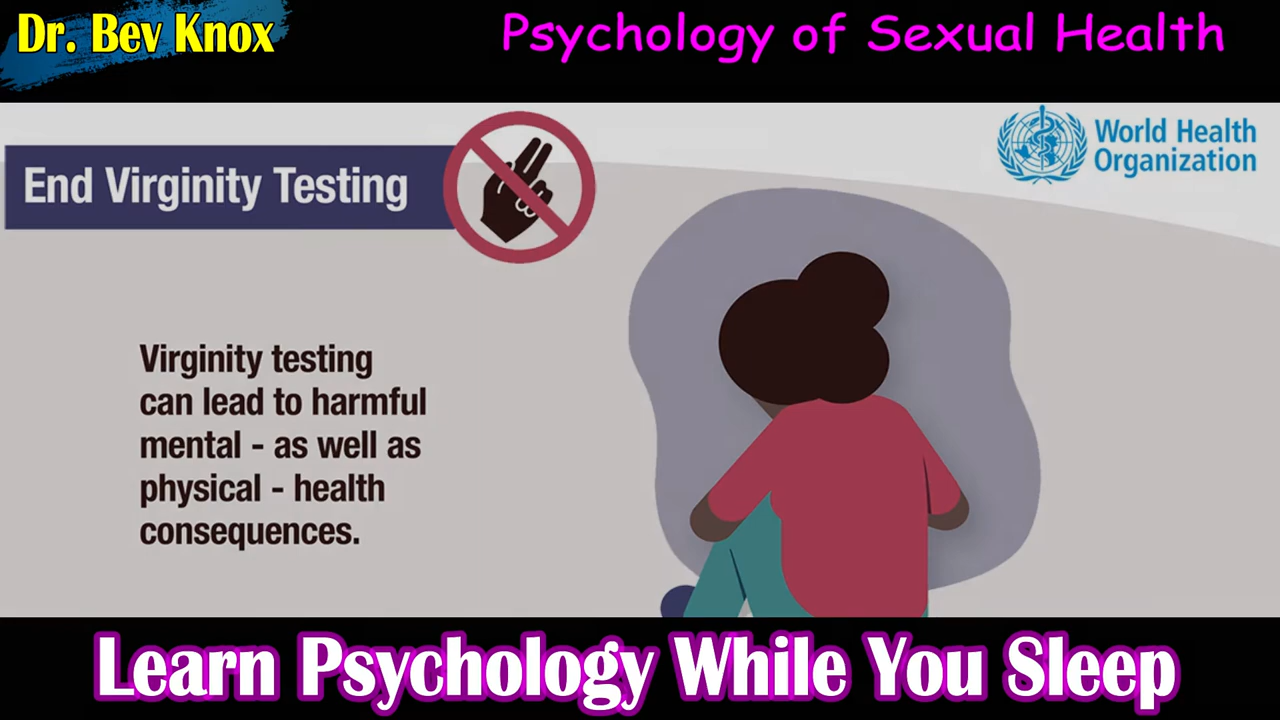 Dr. Bev Knox
Psychology of Sexual Health
End Virginity Testing
World Health
Organization
Virginity testing
can lead to harmful
mental - as well as
physical - health
consequences.
Learn Psychology While You Sleep